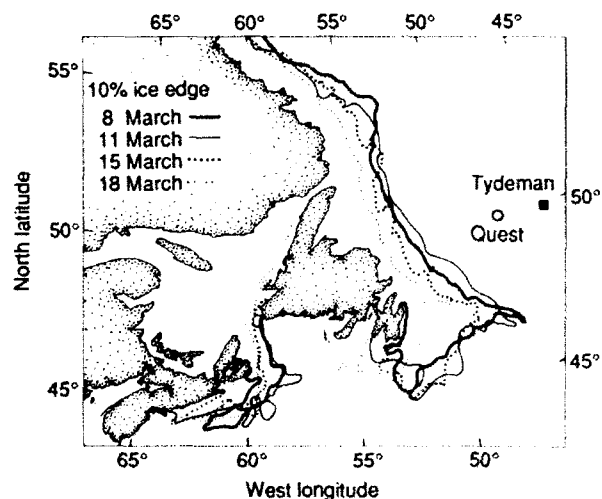 60° 55° 50° 45°
55°
10% ice edge
8 March
11 March
15 March
18 March
North latitude
50°
45°
Tydeman
50°
Quest
45°
65° 60° 55° 50°
West longitude